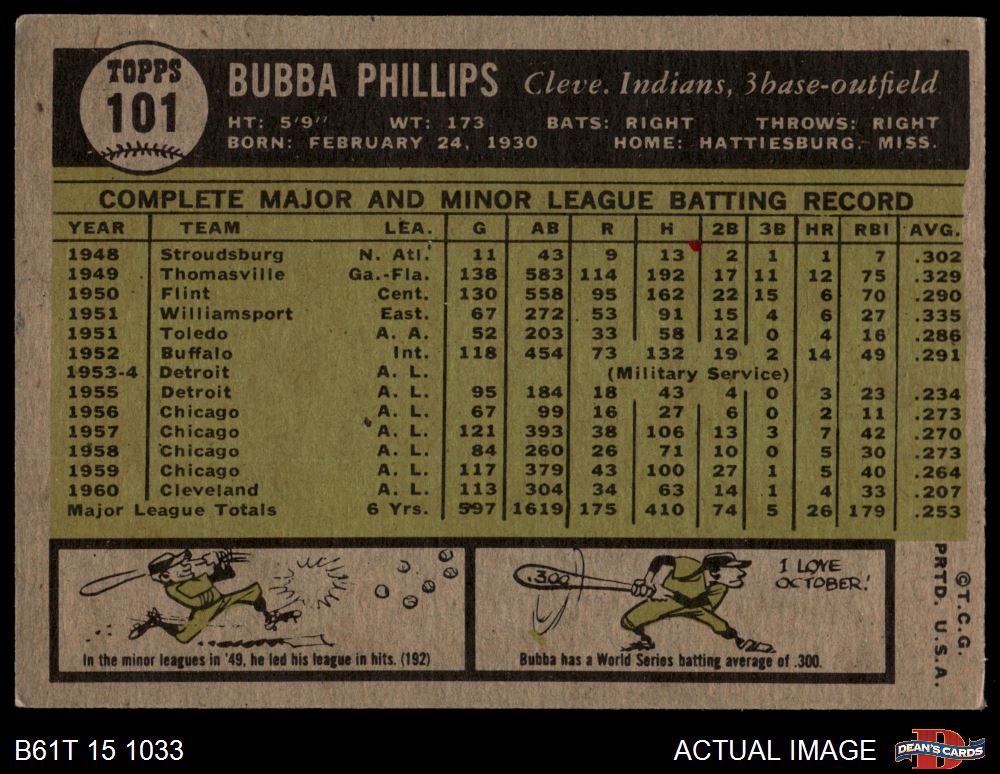 TOPPS
101
BUBBA PHILLIPS Cleve. Indians, 3base-outfield
HT: 5'9" WT: 173 BATS: RIGHT THROWS: RIGHT
BORN: FEBRUARY 24, 1930 HOME: HATTIESBURG, MISS.
COMPLETE MAJOR AND MINOR LEAGUE BATTING RECORD
YEAR TEAM LEA. G AB R H 2B 3B HR RBI AVG.
1948 Stroudsburg N. Atl. 11 43 9 13 2 1 1 7 .302
1949 Thomasville Ga.-Fla. 138 583 114 192 17 11 12 75 .329
1950 Flint Cent. 130 558 95 162 22 15 6 70 .290
1951 Williamsport East. 67 272 53 91 15 4 6 27 .335
1951 Toledo A. A. 52 203 33 58 12 0 4 16 .286
1952 Buffalo Int. 118 454 73 132 19 2 14 49 .291
1953-4 Detroit A. L. (Military Service)
1955 Detroit A. L. 95 184 18 43 4 0 3 23 .234
1956 Chicago A. L. 67 99 16 27 6 0 2 11 .273
1957 Chicago A. L. 121 393 38 106 13 3 7 42 .270
1958 Chicago A. L. 84 260 26 71 10 0 5 30 .273
1959 Chicago A. L. 117 379 43 100 27 1 5 40 .264
1960 Cleveland A. L. 113 304 34 63 14 1 4 33 .207
Major League Totals 6 Yrs. 597 1619 175 410 74 5 26 179 .253
In the minor leagues in '49, he led his league in hits. (192)
.300
I LOVE
OCTOBER!
Bubba has a World Series batting average of .300.
©T.C.G.
PRTD. U.S.A.
B61T 15 1033
ACTUAL IMAGE
D
DEAN'S CARDS